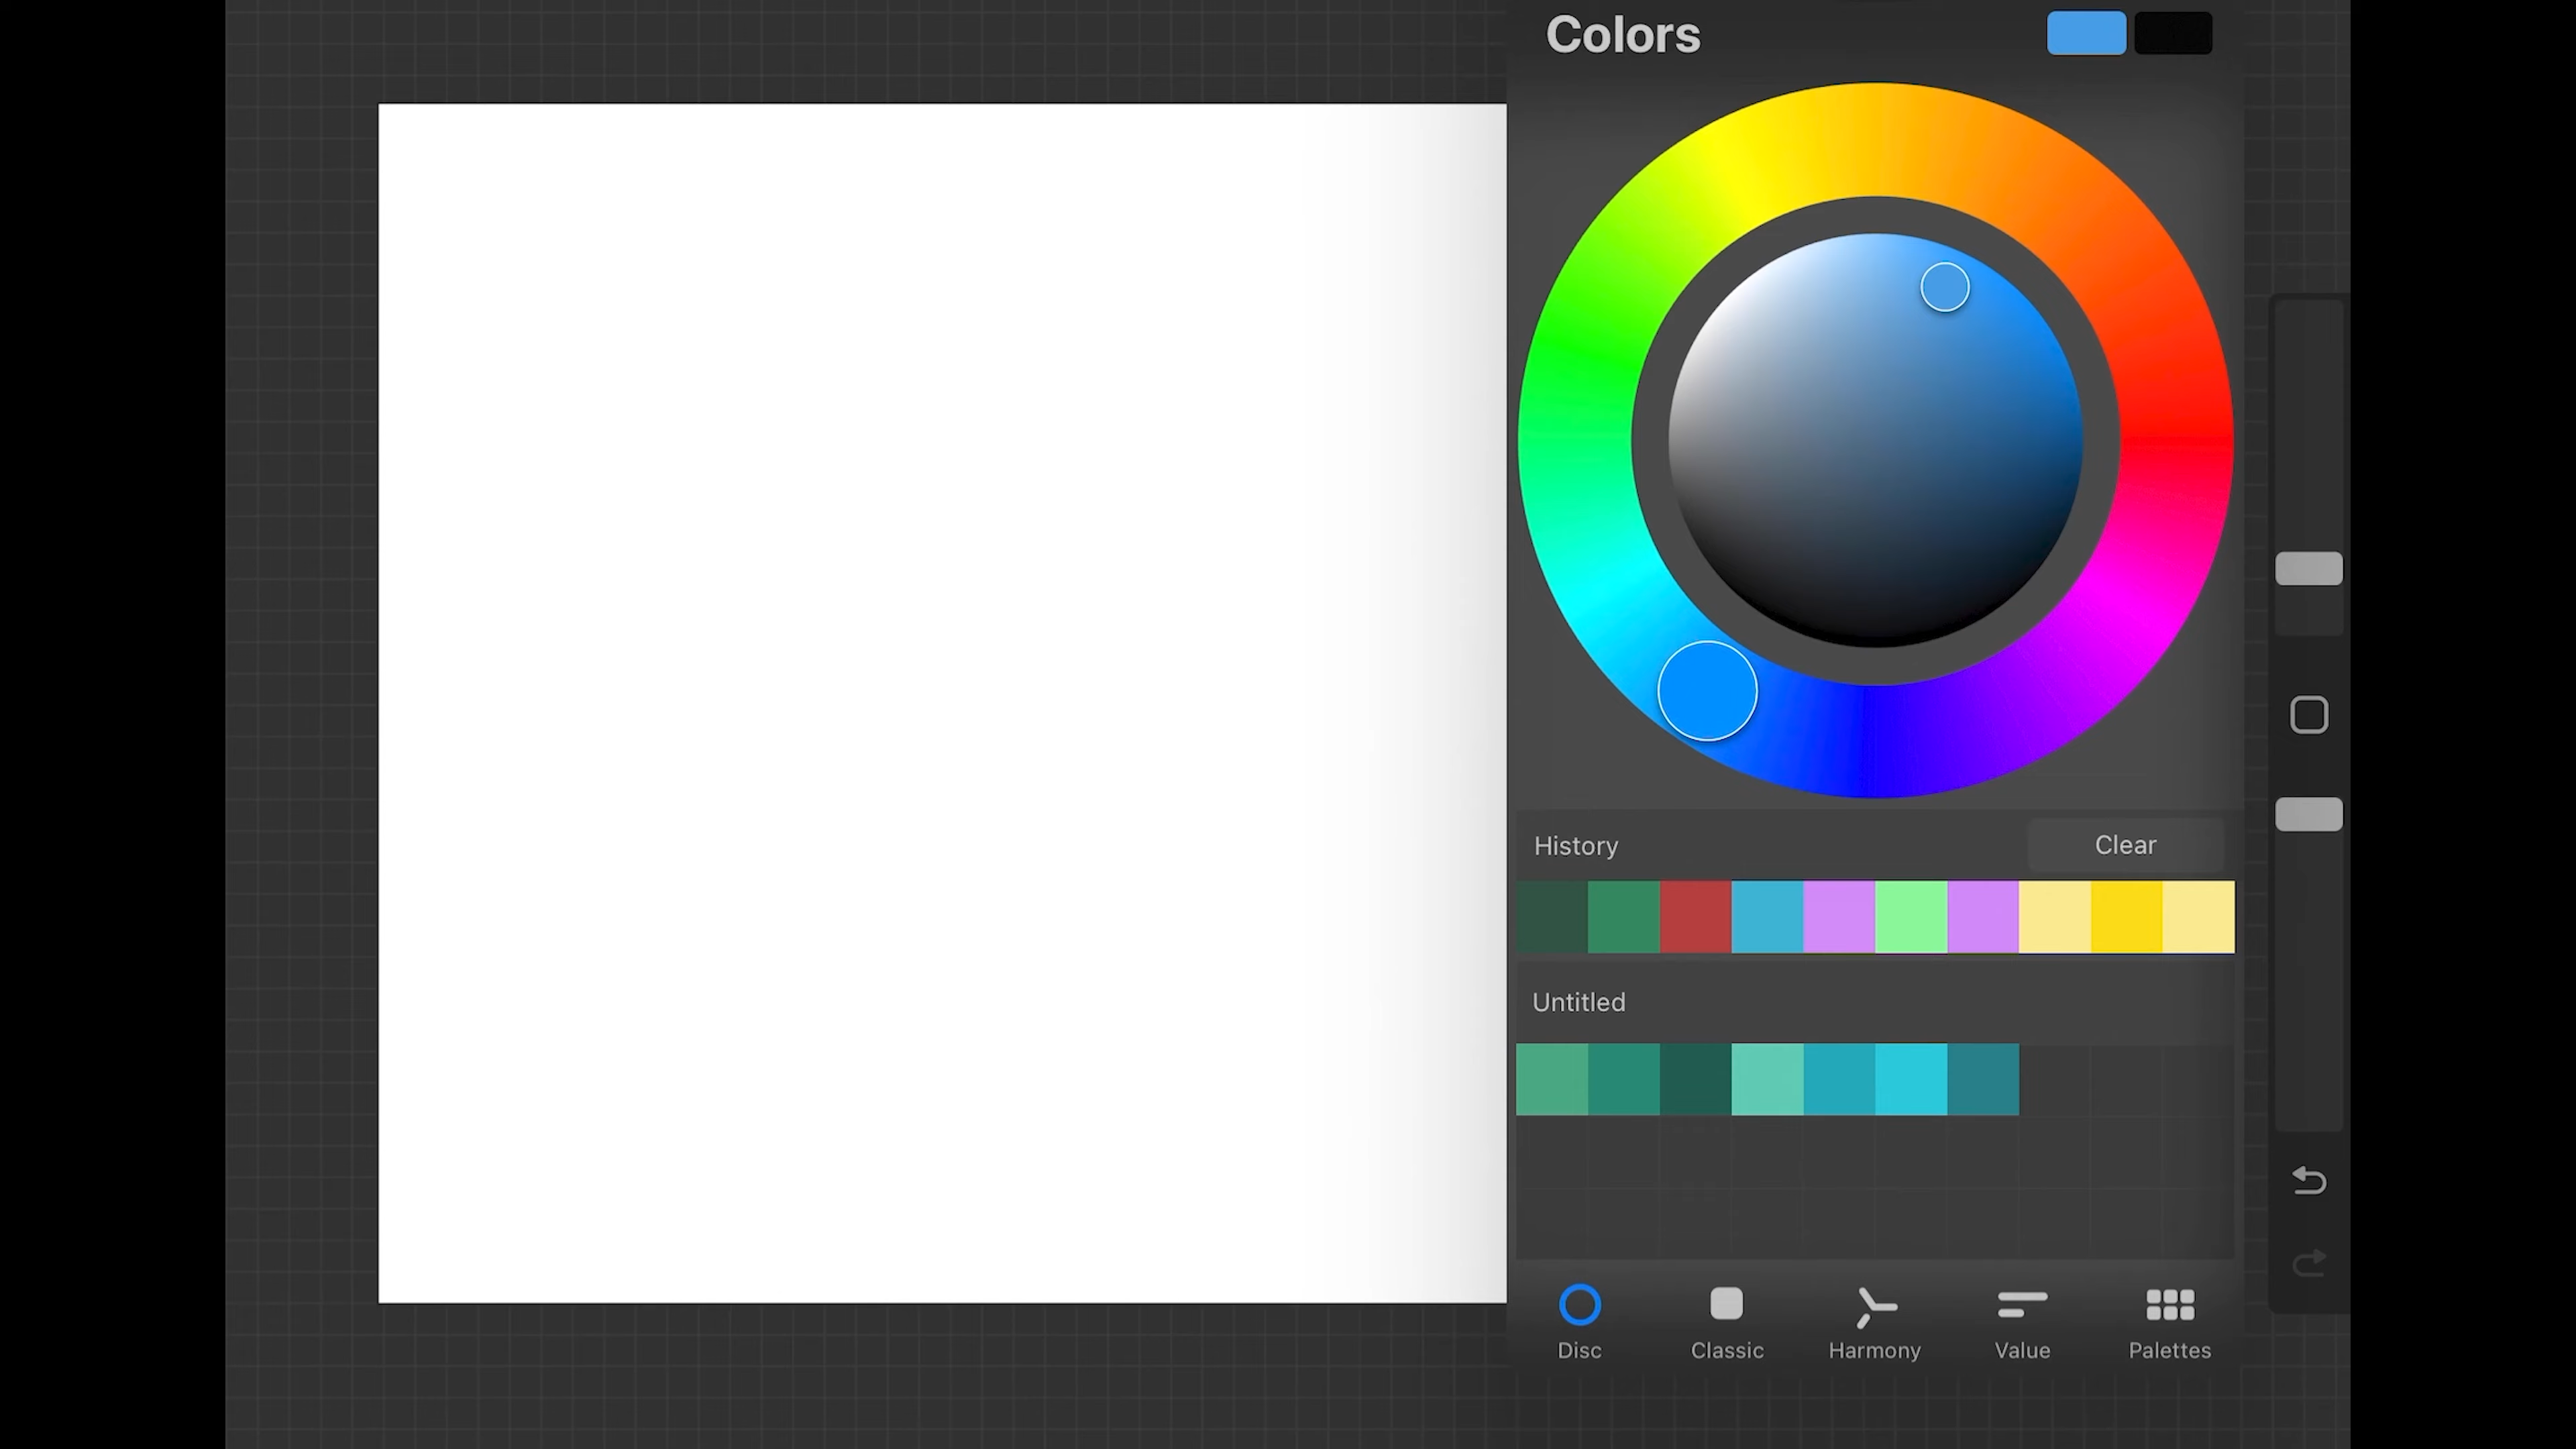 Colors
History
Clear
Untitled
Disc
Classic
Harmony
Value
Palettes